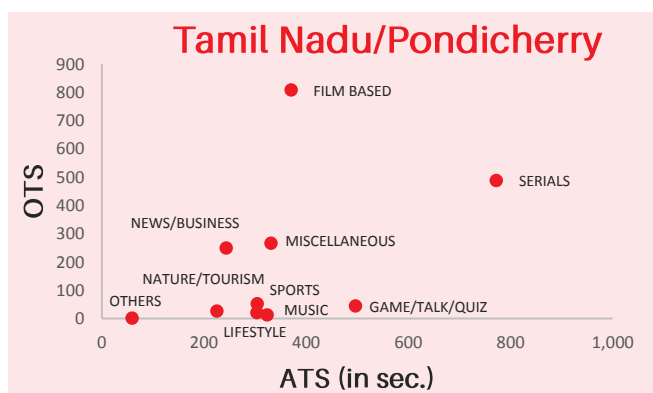 Tamil Nadu/Pondicherry
900
800
700
600
500
400
300
200
100
0
OTS
FILM BASED
SERIALS
NEWS/BUSINESS
MISCELLANEOUS
NATURE/TOURISM
SPORTS
OTHERS
MUSIC
GAME/TALK/QUIZ
LIFESTYLE
0 200 400 600 800 1,000
ATS (in sec.)